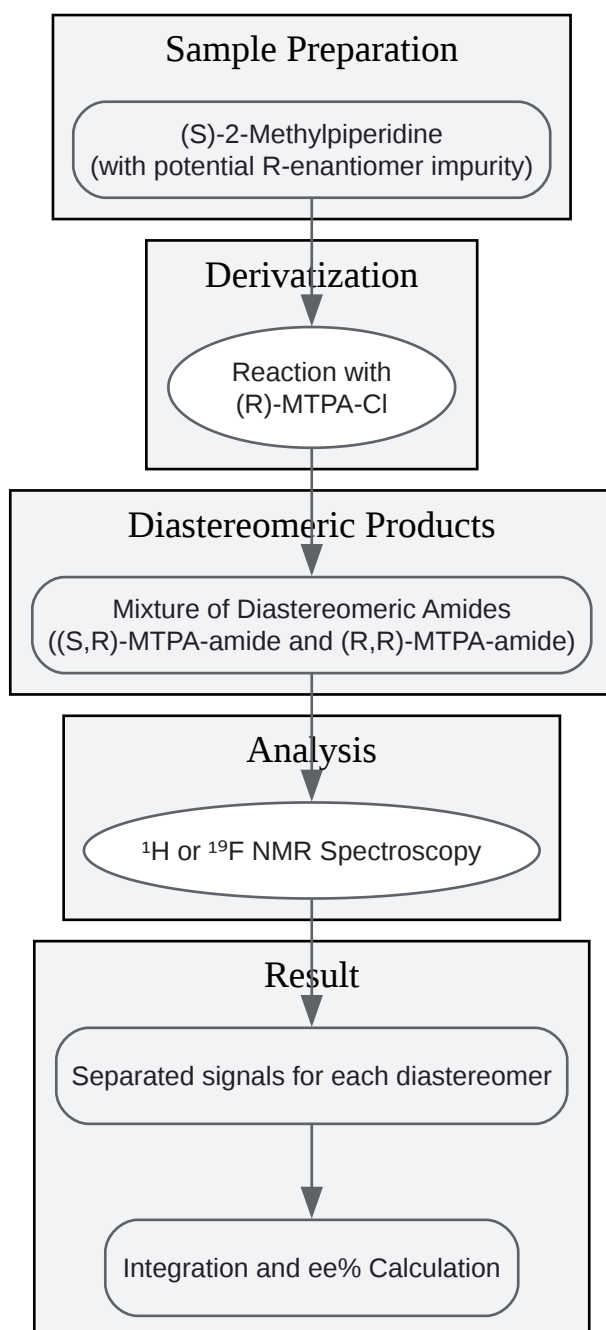 Sample Preparation
(S)-2-Methylpiperidine
(with potential R-enantiomer impurity)
Derivatization
Reaction with
(R)-MTPA-Cl
Diastereomeric Products
Mixture of Diastereomeric Amides
((S,R)-MTPA-amide and (R,R)-MTPA-amide)
Analysis
¹H or ¹⁹F NMR Spectroscopy
Result
Separated signals for each diastereomer
Integration and ee% Calculation